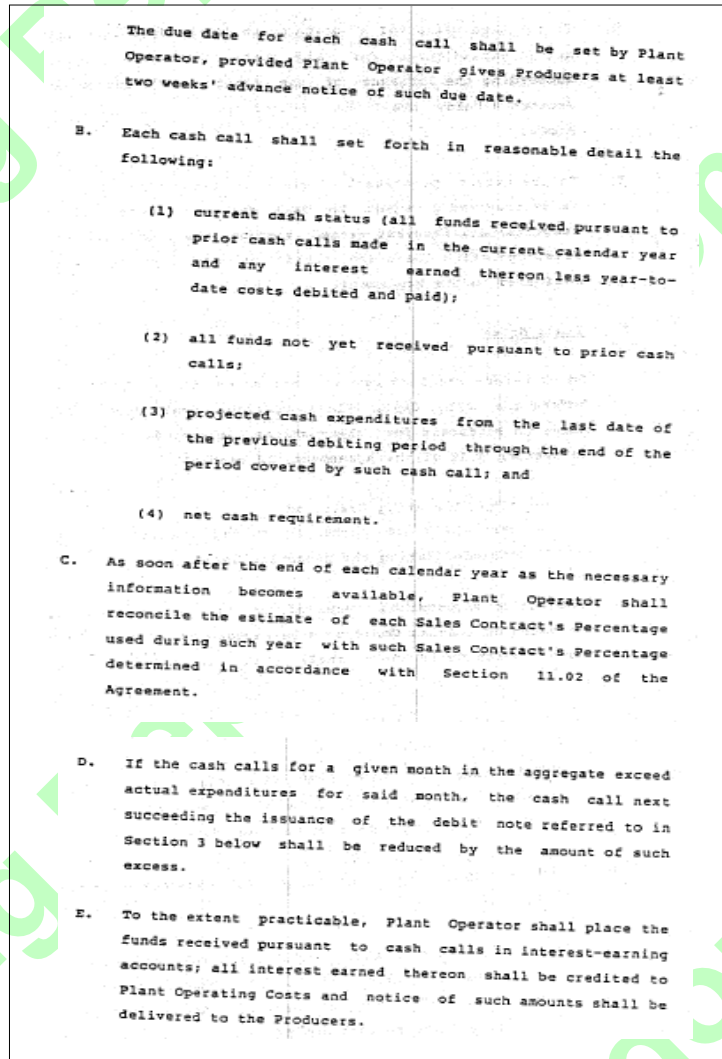 The due date for each cash call shall be set by Plant
Operator, provided Plant Operator gives Producers at least
two weeks' advance notice of such due date.
B. Each cash call shall set forth in reasonable detail the
following:
(1) current cash status (all funds received pursuant to
prior cash calls made in the current calendar year
and any interest earned thereon less year-to-
date costs debited and paid);
(2) all funds not yet received pursuant to prior cash
calls;
(3) projected cash expenditures from the last date of
the previous debiting period through the end of the
period covered by such cash call; and
(4) net cash requirement.
C. As soon after the end of each calendar year as the necessary
information becomes available, Plant Operator shall
reconcile the estimate of each Sales Contract's Percentage
used during such year with such Sales Contract's Percentage
determined in accordance with Section 11.02 of the
Agreement.
D. If the cash calls for a given month in the aggregate exceed
actual expenditures for said month, the cash call next
succeeding the issuance of the debit note referred to in
Section 3 below shall be reduced by the amount of such
excess.
E. To the extent practicable, Plant Operator shall place the
funds received pursuant to cash calls in interest-earning
accounts; all interest earned thereon shall be credited to
Plant Operating Costs and notice of such amounts shall be
delivered to the Producers.